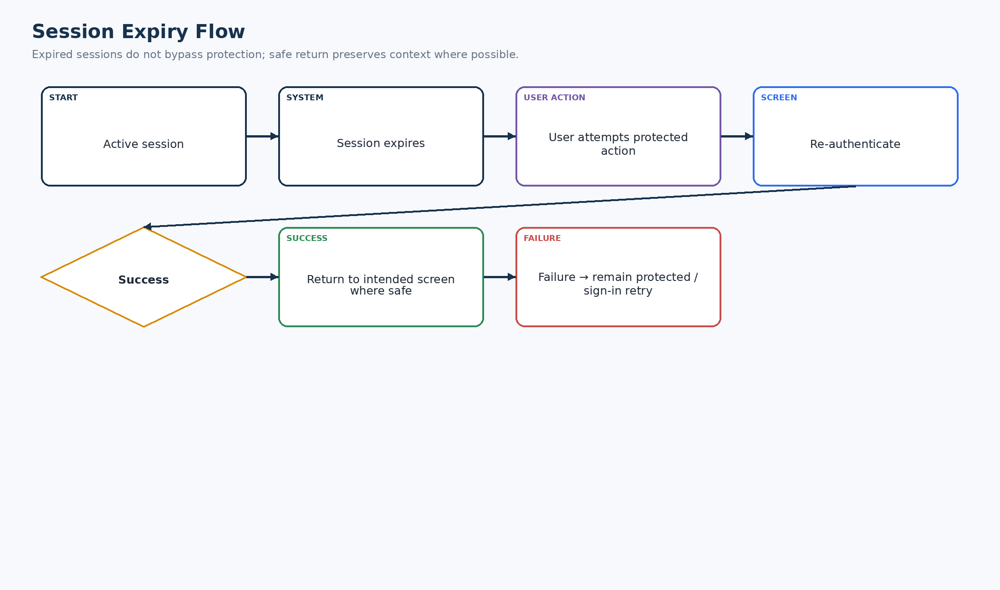 Session Expiry Flow
Expired sessions do not bypass protection; safe return preserves context where possible.
START
Active session
SYSTEM
Session expires
USER ACTION
User attempts protected
action
SCREEN
Re-authenticate
Success
SUCCESS
Return to intended screen
where safe
FAILURE
Failure → remain protected /
sign-in retry